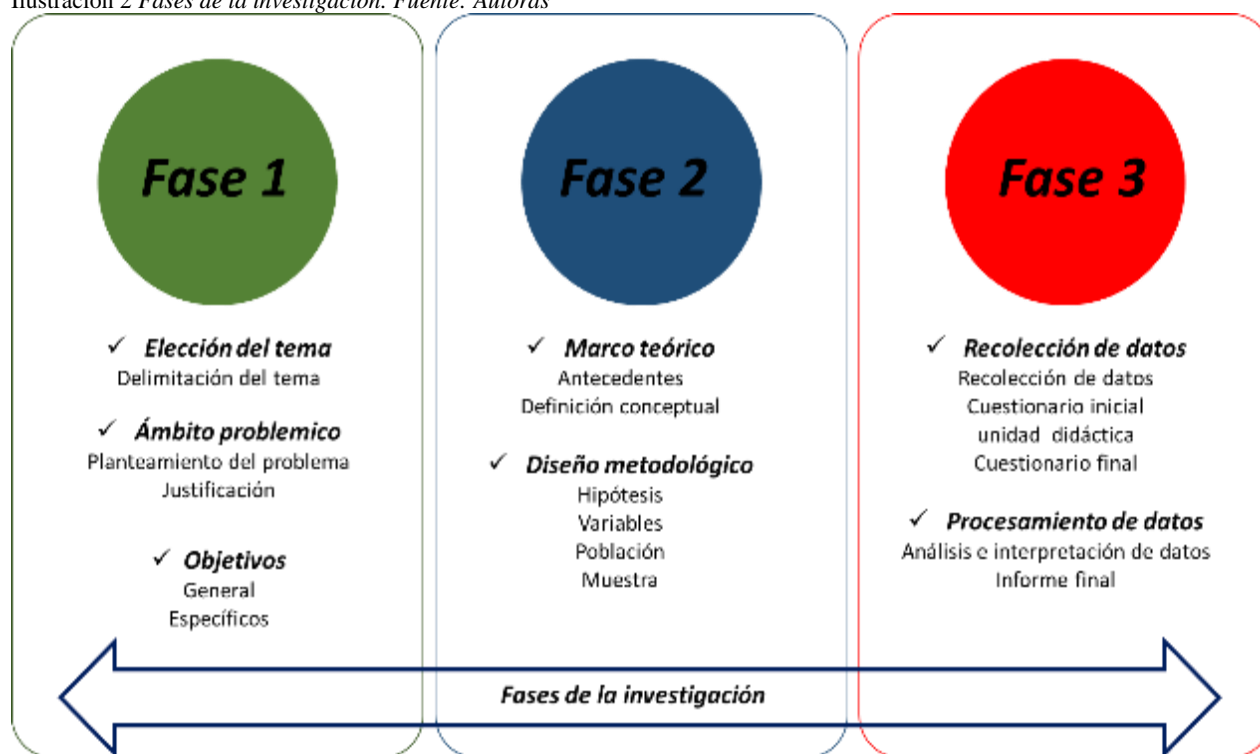 Ilustración 2 Fases de la investigación. Fuente: Autoras
Fase 1
✓ Elección del tema
Delimitación del tema
✓ Ámbito problemico
Planteamiento del problema
Justificación
✓ Objetivos
General
Específicos
Fase 2
✓ Marco teórico
Antecedentes
Definición conceptual
✓ Diseño metodológico
Hipótesis
Variables
Población
Muestra
Fase 3
✓ Recolección de datos
Recolección de datos
Cuestionario inicial
unidad didáctica
Cuestionario final
✓ Procesamiento de datos
Análisis e interpretación de datos
Informe final
Fases de la investigación